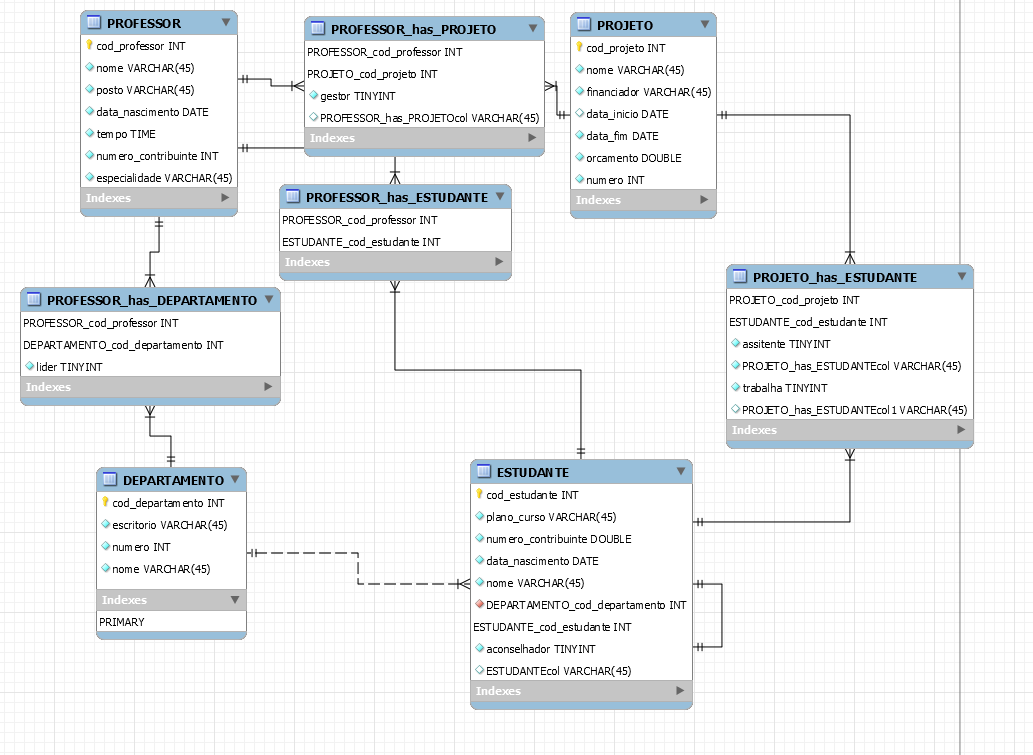 PROFESSOR
cod_professor INT
nome VARCHAR(45)
posto VARCHAR(45)
data_nascimento DATE
tempo TIME
numero_contribuinte INT
especialidade VARCHAR(45)
Indexes
PROFESSOR_has_PROJETO
PROFESSOR_cod_professor INT
PROJETO_cod_projeto INT
gestor TINYINT
PROFESSOR_has_PROJETOcol VARCHAR(45)
Indexes
PROJETO
cod_projeto INT
nome VARCHAR(45)
financiador VARCHAR(45)
data_inicio DATE
data_fim DATE
orcamento DOUBLE
numero INT
Indexes
PROFESSOR_has_ESTUDANTE
PROFESSOR_cod_professor INT
ESTUDANTE_cod_estudante INT
Indexes
PROFESSOR_has_DEPARTAMENTO
PROFESSOR_cod_professor INT
DEPARTAMENTO_cod_departamento INT
lider TINYINT
Indexes
PROJETO_has_ESTUDANTE
PROJETO_cod_projeto INT
ESTUDANTE_cod_estudante INT
assitente TINYINT
PROJETO_has_ESTUDANTEcol VARCHAR(45)
trabalha TINYINT
PROJETO_has_ESTUDANTEcol1 VARCHAR(45)
Indexes
DEPARTAMENTO
cod_departamento INT
escritorio VARCHAR(45)
numero INT
nome VARCHAR(45)
Indexes
PRIMARY
ESTUDANTE
cod_estudante INT
plano_curso VARCHAR(45)
numero_contribuinte DOUBLE
data_nascimento DATE
nome VARCHAR(45)
DEPARTAMENTO_cod_departamento INT
ESTUDANTE_cod_estudante INT
aconselhador TINYINT
ESTUDANTEcol VARCHAR(45)
Indexes